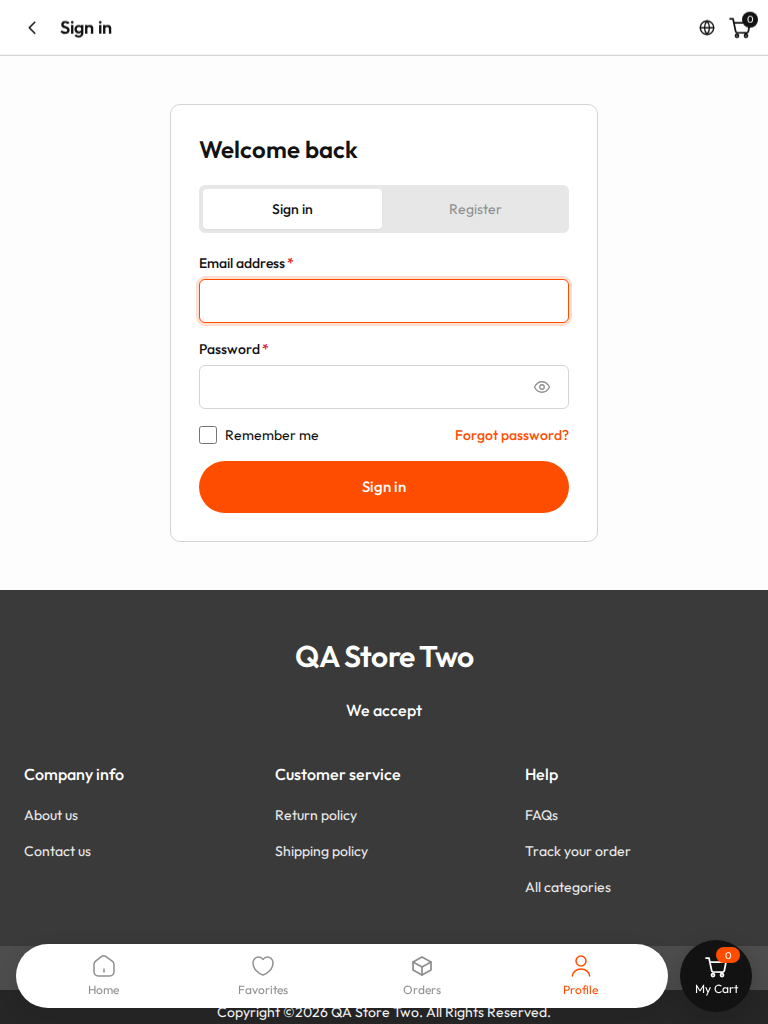 Sign in
0
Welcome back
Sign in
Register
Email address *
Password *
Remember me
Forgot password?
Sign in
QA Store Two
We accept
Company info
Customer service
Help
About us
Return policy
FAQs
Contact us
Shipping policy
Track your order
All categories
Home
Favorites
Orders
Profile
0
My Cart
Copyright ©2026 QA Store Two. All Rights Reserved.